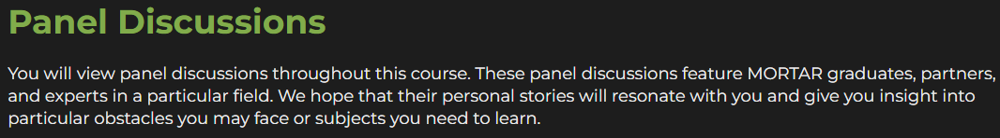 Panel Discussions
You will view panel discussions throughout this course. These panel discussions feature MORTAR graduates, partners,
and experts in a particular field. We hope that their personal stories will resonate with you and give you insight into
particular obstacles you may face or subjects you need to learn.